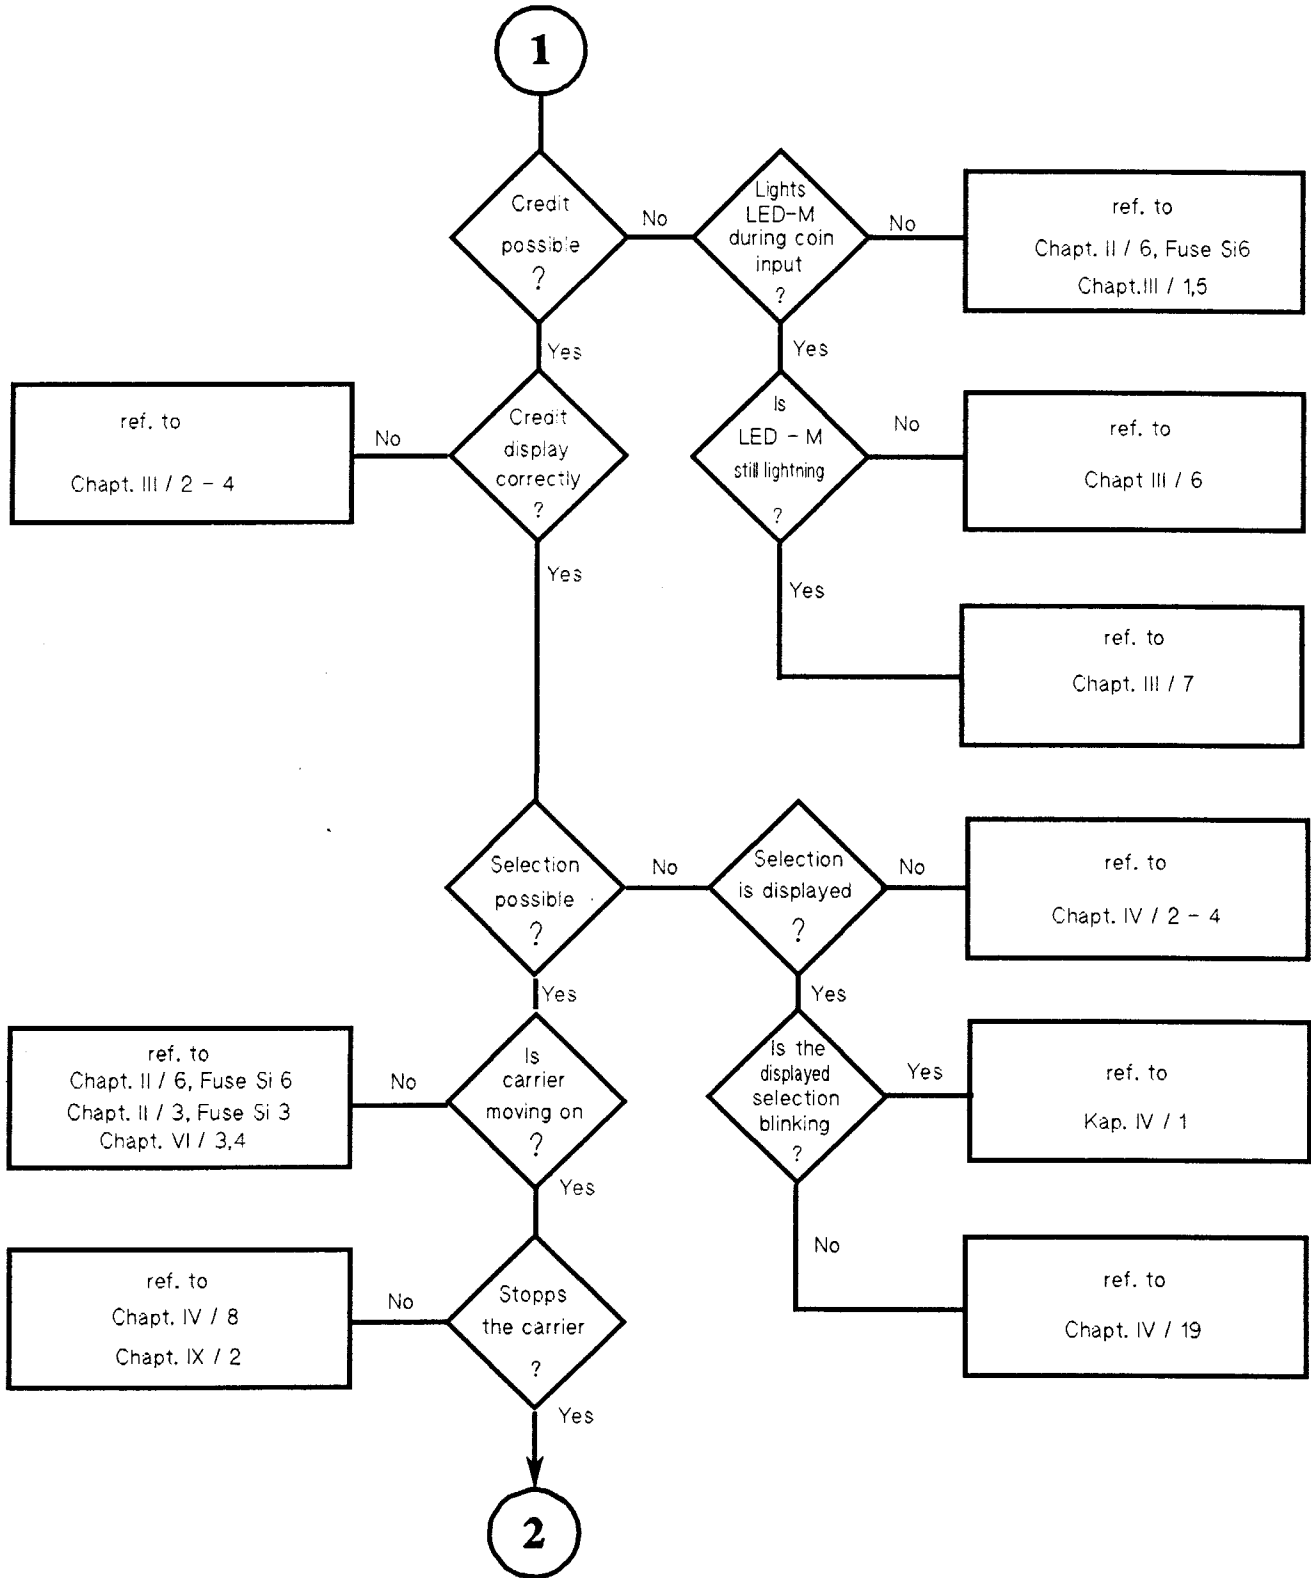 1
Credit
possible
?
No
Lights
LED-M
during coin
input
?
No
ref. to
Chapt. II / 6, Fuse Si6
Chapt.III / 1,5
Yes
Yes
ref. to
Chapt. III / 2 - 4
No
Credit
display
correctly
?
Is
LED - M
still lightning
?
No
ref. to
Chapt III / 6
Yes
Yes
ref. to
Chapt. III / 7
Selection
possible
?
No
Selection
is displayed
?
No
ref. to
Chapt. IV / 2 - 4
Yes
Yes
ref. to
Chapt. II / 6, Fuse Si 6
Chapt. II / 3, Fuse Si 3
Chapt. VI / 3,4
No
Is
carrier
moving on
?
Is the
displayed
selection
blinking
?
Yes
ref. to
Kap. IV / 1
Yes
No
ref. to
Chapt. IV / 8
Chapt. IX / 2
No
Stopps
the carrier
?
ref. to
Chapt. IV / 19
Yes
2